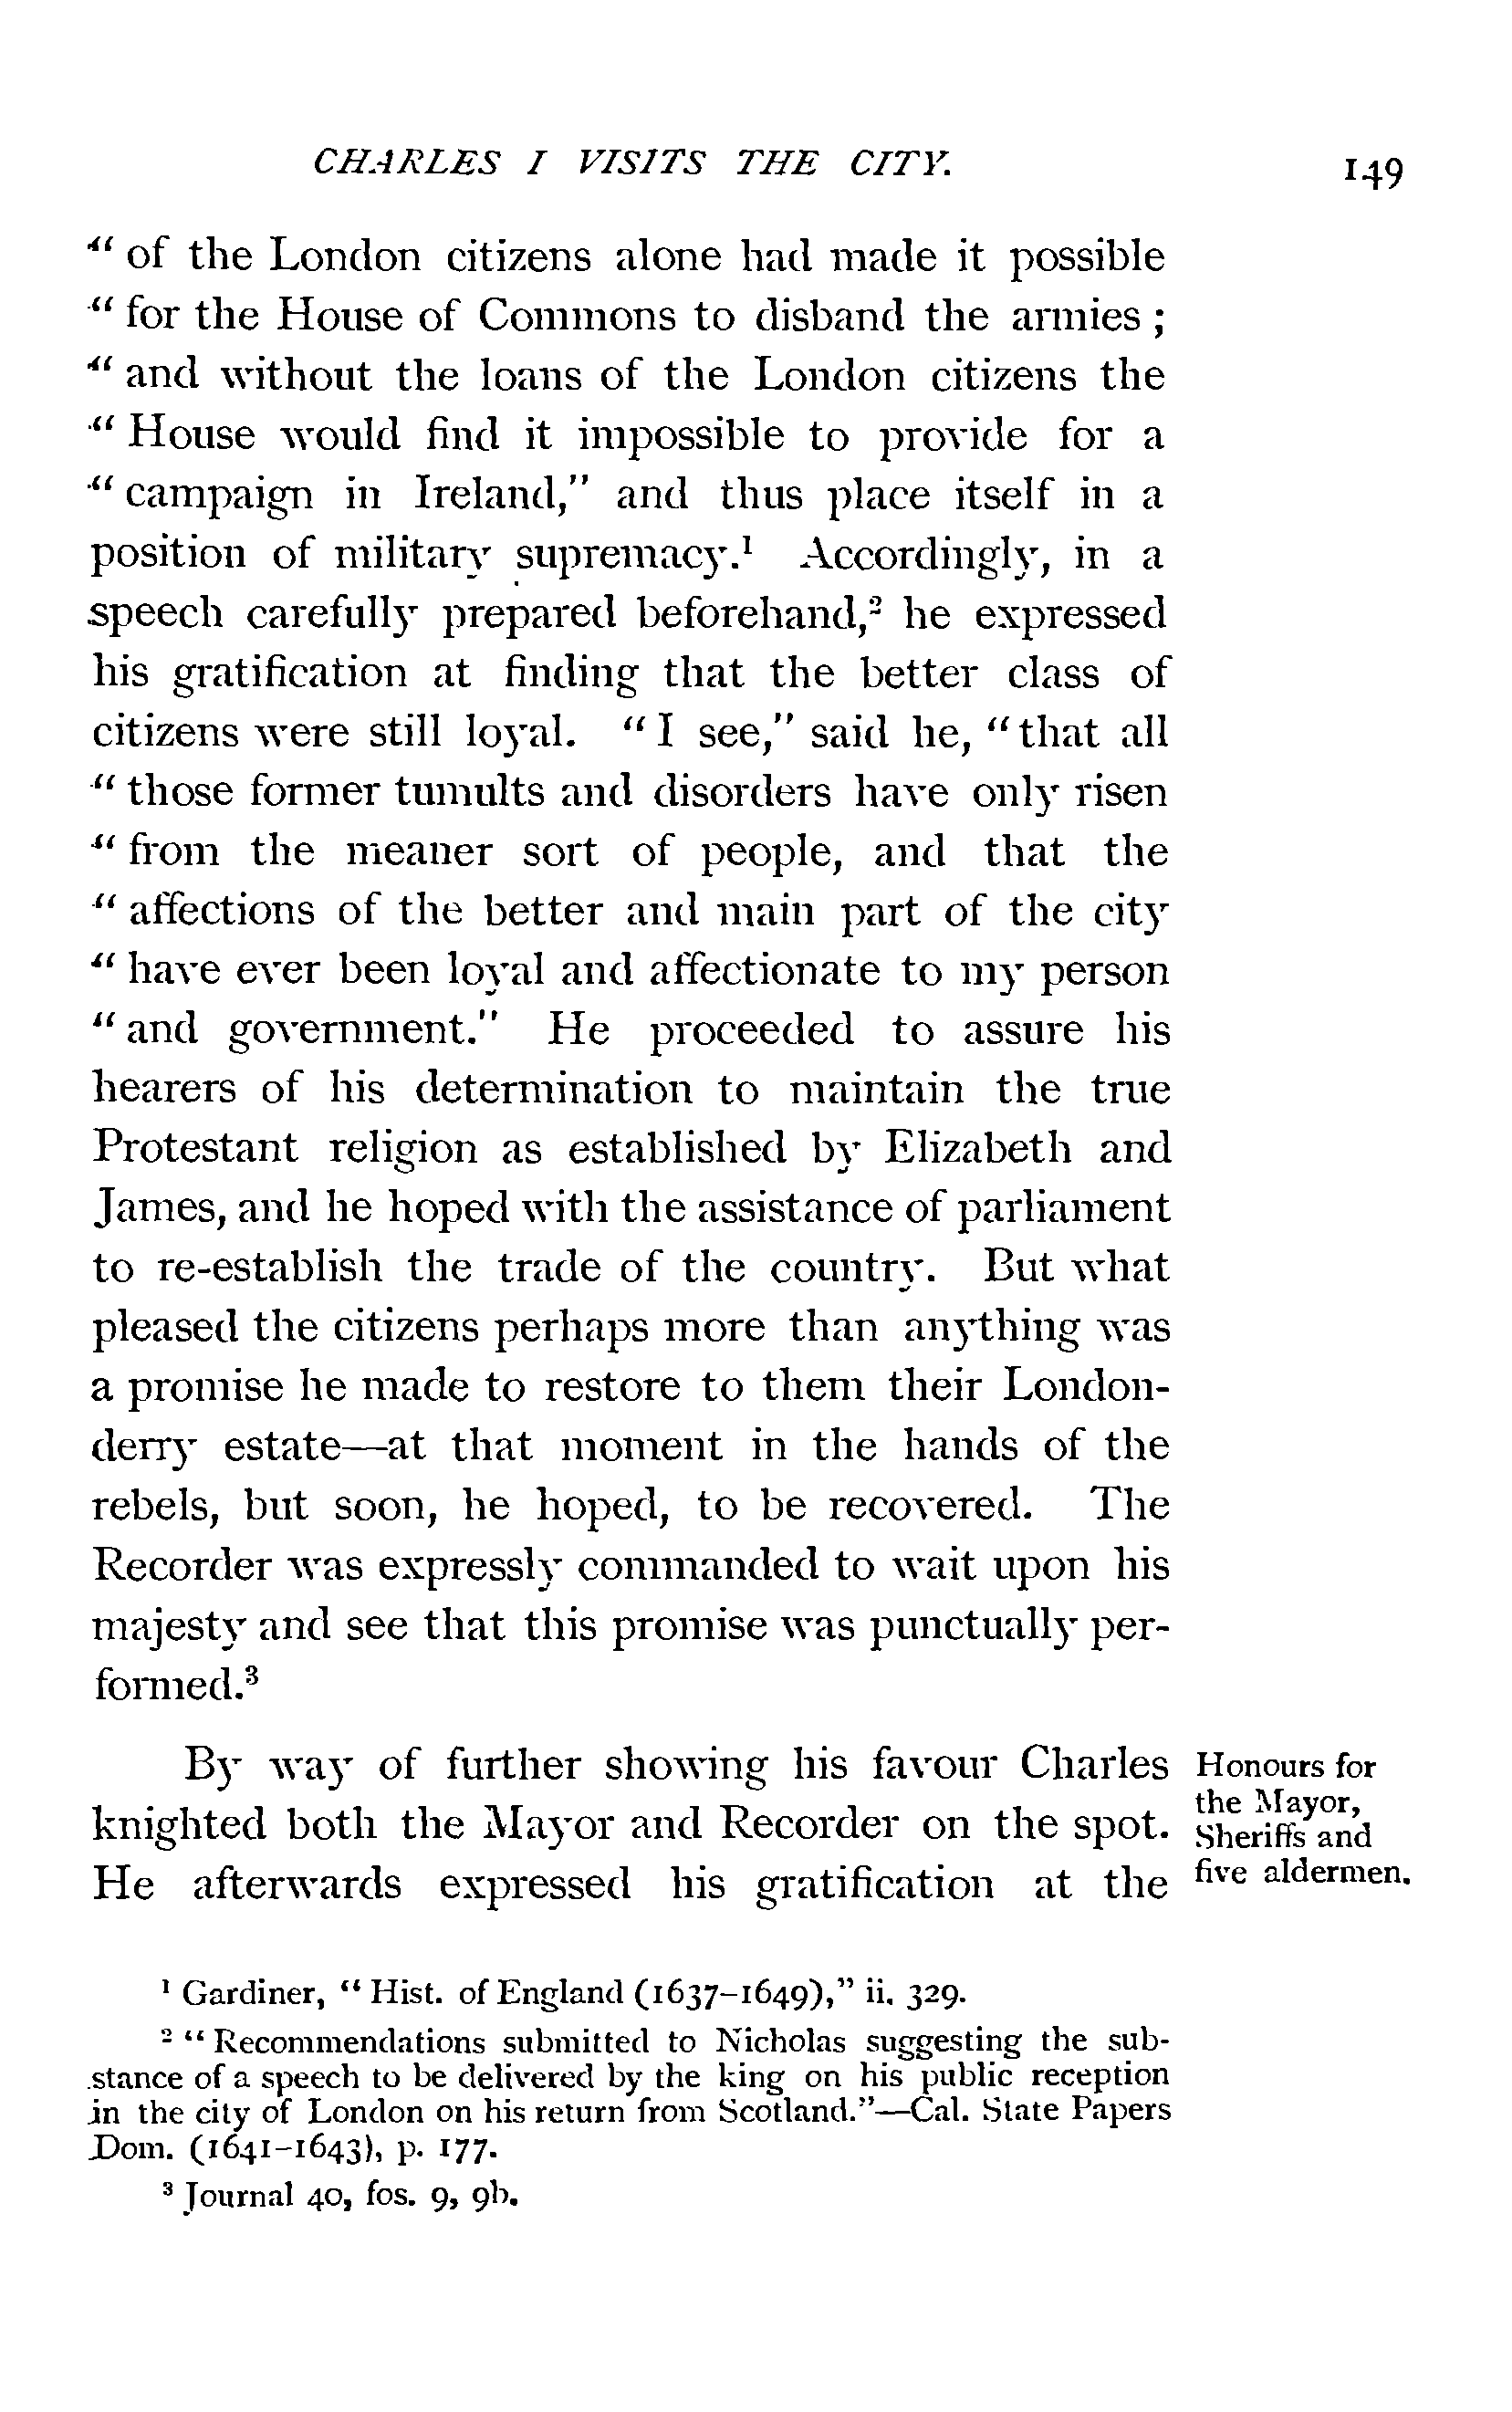 CHARLES I VISITS THE CITY. 149
“ of the London citizens alone had made it possible
“ for the House of Commons to disband the armies ;
“ and without the loans of the London citizens the
“ House would find it impossible to provide for a
“ campaign in Ireland,” and thus place itself in a
position of military supremacy.¹ Accordingly, in a
speech carefully prepared beforehand,² he expressed
his gratification at finding that the better class of
citizens were still loyal. “ I see,” said he, “ that all
“ those former tumults and disorders have only risen
“ from the meaner sort of people, and that the
“ affections of the better and main part of the city
“ have ever been loyal and affectionate to my person
“ and government.” He proceeded to assure his
hearers of his determination to maintain the true
Protestant religion as established by Elizabeth and
James, and he hoped with the assistance of parliament
to re-establish the trade of the country. But what
pleased the citizens perhaps more than anything was
a promise he made to restore to them their London-
derry estate—at that moment in the hands of the
rebels, but soon, he hoped, to be recovered. The
Recorder was expressly commanded to wait upon his
majesty and see that this promise was punctually per-
formed.³
By way of further showing his favour Charles
knighted both the Mayor and Recorder on the spot.
He afterwards expressed his gratification at the
Honours for
the Mayor,
Sheriffs and
five aldermen.
¹ Gardiner, “ Hist. of England (1637–1649),” ii. 329.
² “ Recommendations submitted to Nicholas suggesting the sub-
stance of a speech to be delivered by the king on his public reception
in the city of London on his return from Scotland.”—Cal. State Papers
Dom. (1641–1643), p. 177.
³ Journal 40, fos. 9, 9b.